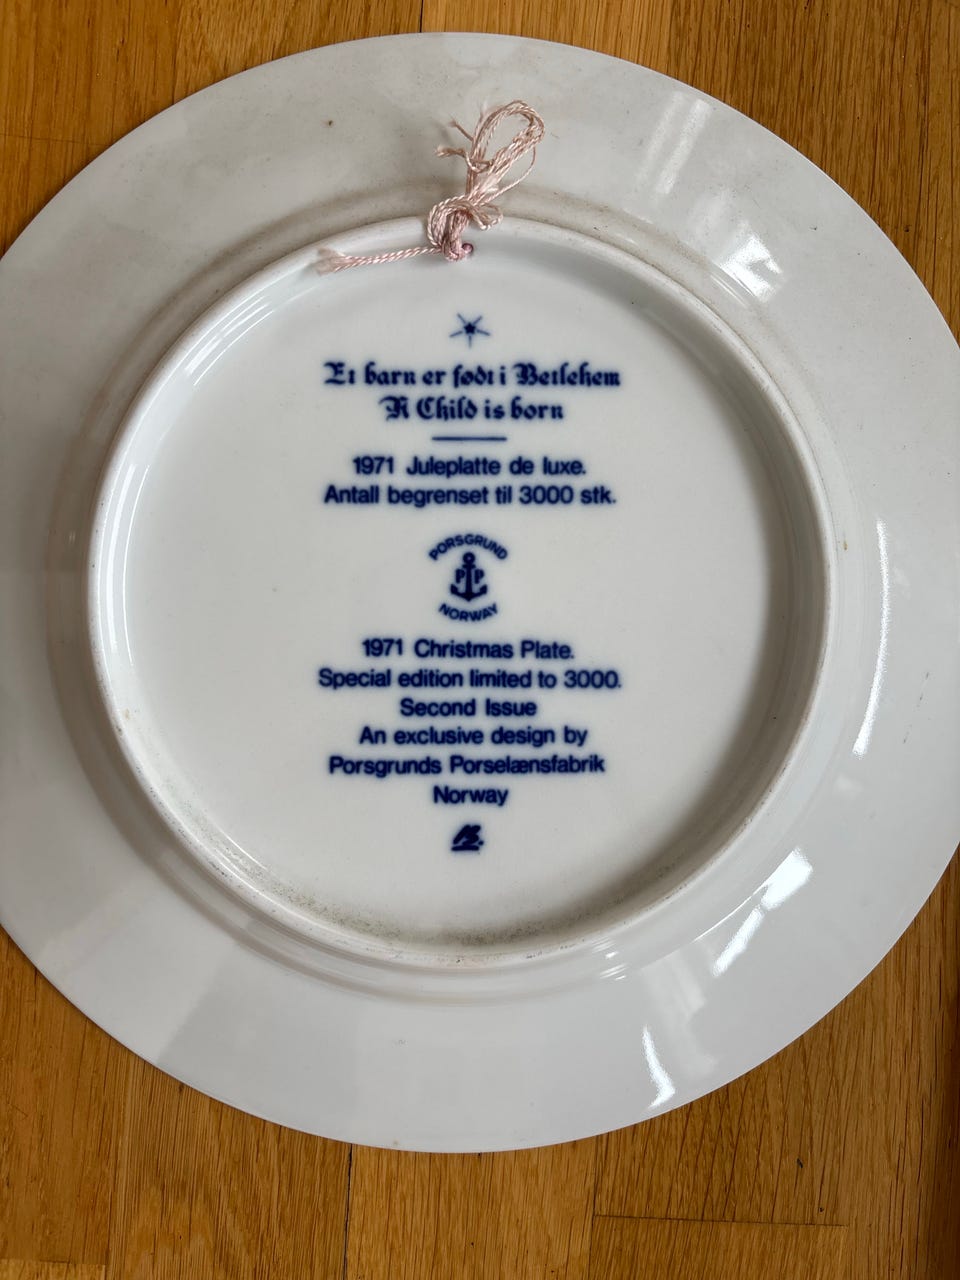 Et barn er født i Betlehem
A Child is born
1971 Juleplatte de luxe.
Antall begrenset til 3000 stk.
PORSGRUND
P P
NORWAY
1971 Christmas Plate.
Special edition limited to 3000.
Second Issue
An exclusive design by
Porsgrunds Porselænsfabrik
Norway